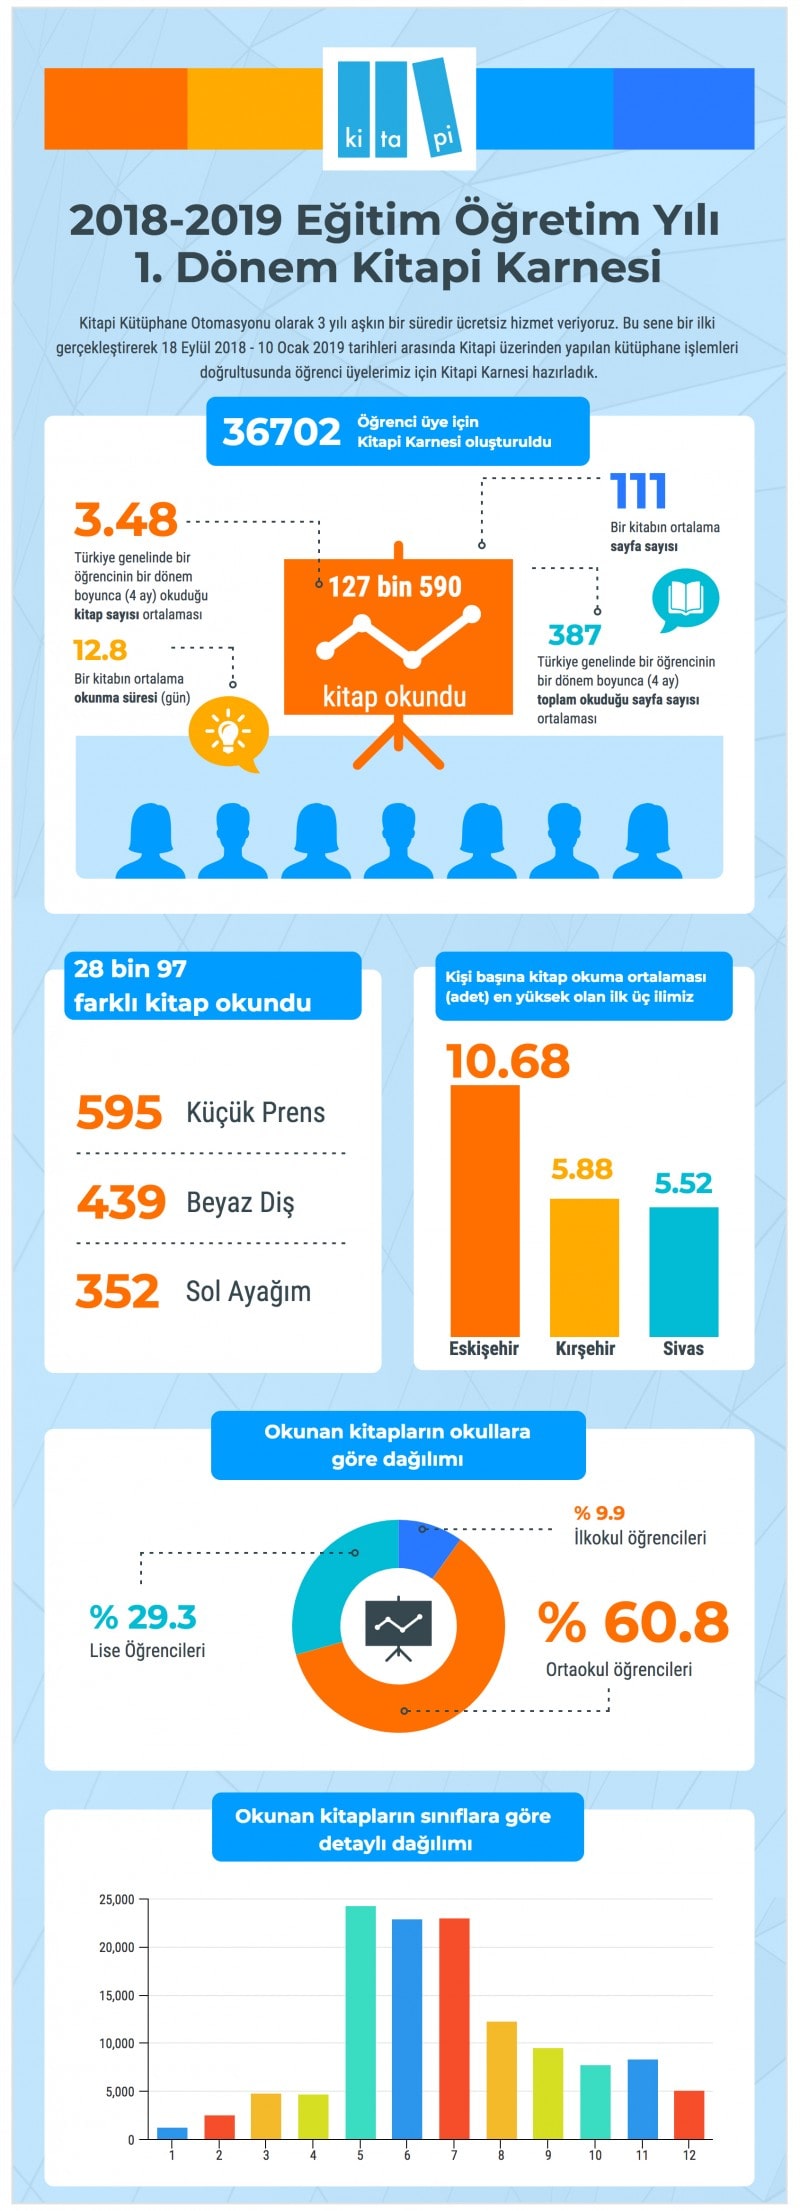 ki ta pi
2018-2019 Eğitim Öğretim Yılı
1. Dönem Kitapi Karnesi
Kitapi Kütüphane Otomasyonu olarak 3 yılı aşkın bir süredir ücretsiz hizmet veriyoruz. Bu sene bir ilki
gerçekleştirerek 18 Eylül 2018 - 10 Ocak 2019 tarihleri arasında Kitapi üzerinden yapılan kütüphane işlemleri
doğrultusunda öğrenci üyelerimiz için Kitapi Karnesi hazırladık.
36702
Öğrenci üye için
Kitapi Karnesi oluşturuldu
3.48
Türkiye genelinde bir
öğrencinin bir dönem
boyunca (4 ay) okuduğu
kitap sayısı ortalaması
12.8
Bir kitabın ortalama
okunma süresi (gün)
127 bin 590
kitap okundu
111
Bir kitabın ortalama
sayfa sayısı
387
Türkiye genelinde bir öğrencinin
bir dönem boyunca (4 ay)
toplam okuduğu sayfa sayısı
ortalaması
28 bin 97
farklı kitap okundu
595 Küçük Prens
439 Beyaz Diş
352 Sol Ayağım
Kişi başına kitap okuma ortalaması
(adet) en yüksek olan ilk üç ilimiz
10.68
5.88
5.52
Eskişehir Kırşehir Sivas
Okunan kitapların okullara
göre dağılımı
% 9.9
İlkokul öğrencileri
% 29.3
Lise Öğrencileri
% 60.8
Ortaokul öğrencileri
Okunan kitapların sınıflara göre
detaylı dağılımı
25,000
20,000
15,000
10,000
5,000
0
1 2 3 4 5 6 7 8 9 10 11 12